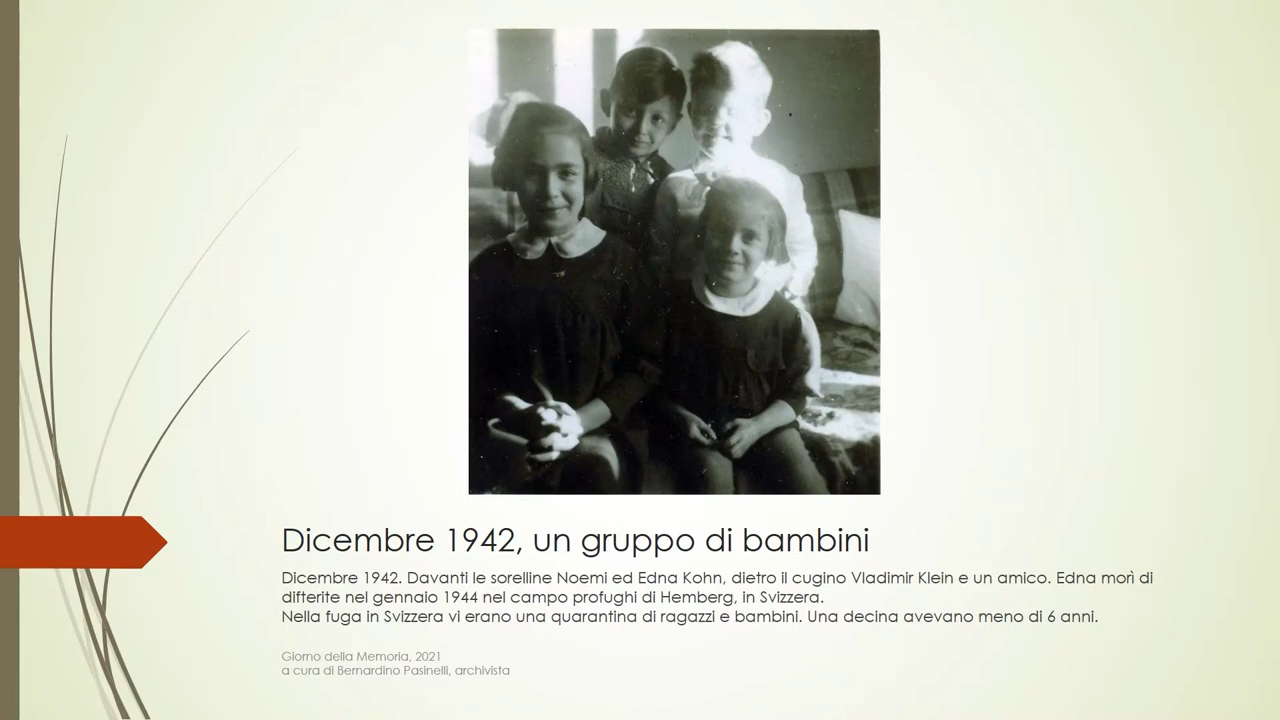 Dicembre 1942, un gruppo di bambini
Dicembre 1942. Davanti le sorelline Noemi ed Edna Kohn, dietro il cugino Vladimir Klein e un amico. Edna morì di
difterite nel gennaio 1944 nel campo profughi di Hemberg, in Svizzera.
Nella fuga in Svizzera vi erano una quarantina di ragazzi e bambini. Una decina avevano meno di 6 anni.
Giorno della Memoria, 2021
a cura di Bernardino Pasinelli, archivista